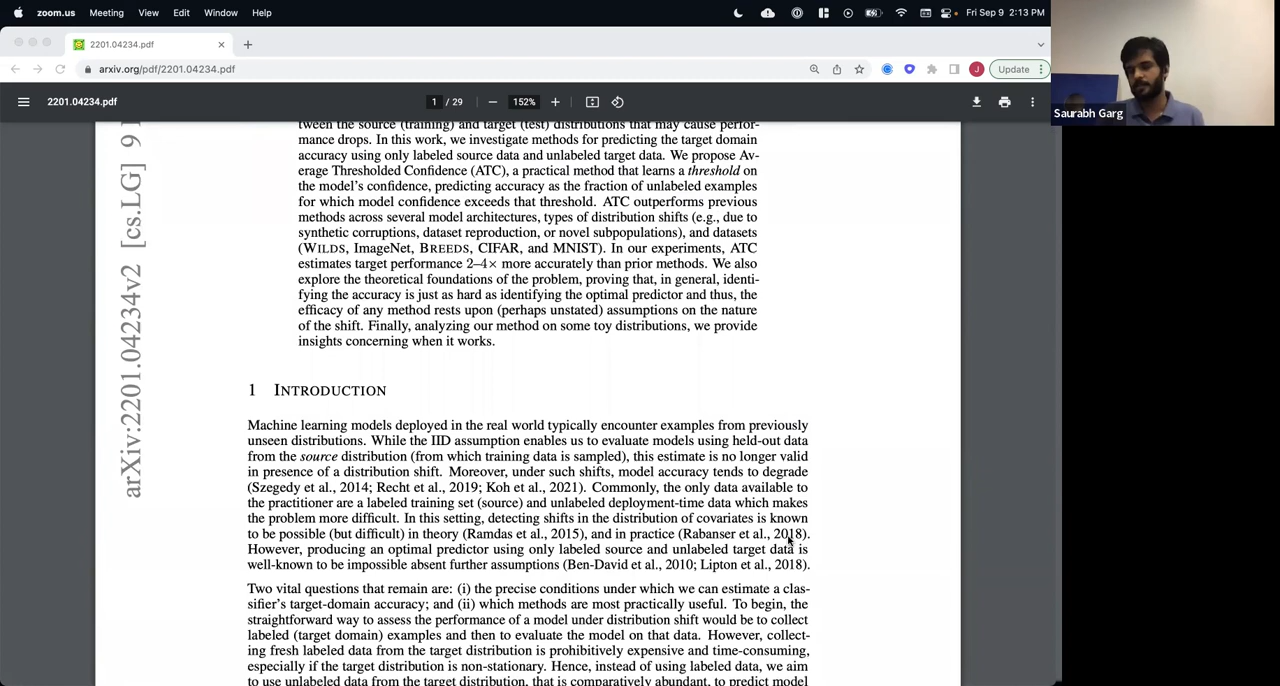 zoom.us Meeting View Edit Window Help Fri Sep 9 2:13 PM
2201.04234.pdf
arxiv.org/pdf/2201.04234.pdf J Update
2201.04234.pdf 1 / 29 152%
Saurabh Garg
arXiv:2201.04234v2 [cs.LG] 9
tween the source (training) and target (test) distributions that may cause perfor-
mance drops. In this work, we investigate methods for predicting the target domain
accuracy using only labeled source data and unlabeled target data. We propose Av-
erage Thresholded Confidence (ATC), a practical method that learns a threshold on
the model's confidence, predicting accuracy as the fraction of unlabeled examples
for which model confidence exceeds that threshold. ATC outperforms previous
methods across several model architectures, types of distribution shifts (e.g., due to
synthetic corruptions, dataset reproduction, or novel subpopulations), and datasets
(WILDS, ImageNet, BREEDS, CIFAR, and MNIST). In our experiments, ATC
estimates target performance 2–4× more accurately than prior methods. We also
explore the theoretical foundations of the problem, proving that, in general, identi-
fying the accuracy is just as hard as identifying the optimal predictor and thus, the
efficacy of any method rests upon (perhaps unstated) assumptions on the nature
of the shift. Finally, analyzing our method on some toy distributions, we provide
insights concerning when it works.
1 INTRODUCTION
Machine learning models deployed in the real world typically encounter examples from previously
unseen distributions. While the IID assumption enables us to evaluate models using held-out data
from the source distribution (from which training data is sampled), this estimate is no longer valid
in presence of a distribution shift. Moreover, under such shifts, model accuracy tends to degrade
(Szegedy et al., 2014; Recht et al., 2019; Koh et al., 2021). Commonly, the only data available to
the practitioner are a labeled training set (source) and unlabeled deployment-time data which makes
the problem more difficult. In this setting, detecting shifts in the distribution of covariates is known
to be possible (but difficult) in theory (Ramdas et al., 2015), and in practice (Rabanser et al., 2018).
However, producing an optimal predictor using only labeled source and unlabeled target data is
well-known to be impossible absent further assumptions (Ben-David et al., 2010; Lipton et al., 2018).
Two vital questions that remain are: (i) the precise conditions under which we can estimate a clas-
sifier's target-domain accuracy; and (ii) which methods are most practically useful. To begin, the
straightforward way to assess the performance of a model under distribution shift would be to collect
labeled (target domain) examples and then to evaluate the model on that data. However, collect-
ing fresh labeled data from the target distribution is prohibitively expensive and time-consuming,
especially if the target distribution is non-stationary. Hence, instead of using labeled data, we aim
to use unlabeled data from the target distribution, that is comparatively abundant, to predict model